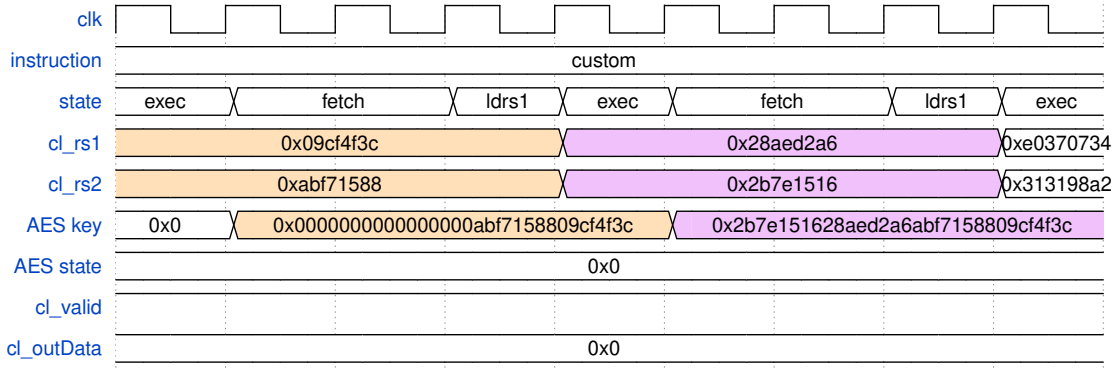 clk
instruction custom
state exec fetch ldrs1 exec fetch ldrs1 exec
cl_rs1 0x09cf4f3c 0x28aed2a6 0xe0370734
cl_rs2 0xabf71588 0x2b7e1516 0x313198a2
AES key 0x0 0x0000000000000000abf7158809cf4f3c 0x2b7e151628aed2a6abf7158809cf4f3c
AES state 0x0
cl_valid
cl_outData 0x0